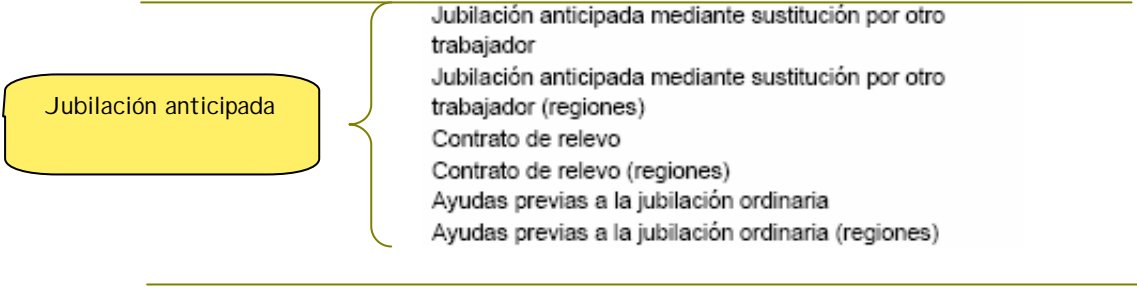 Jubilación anticipada
Jubilación anticipada mediante sustitución por otro
trabajador
Jubilación anticipada mediante sustitución por otro
trabajador (regiones)
Contrato de relevo
Contrato de relevo (regiones)
Ayudas previas a la jubilación ordinaria
Ayudas previas a la jubilación ordinaria (regiones)